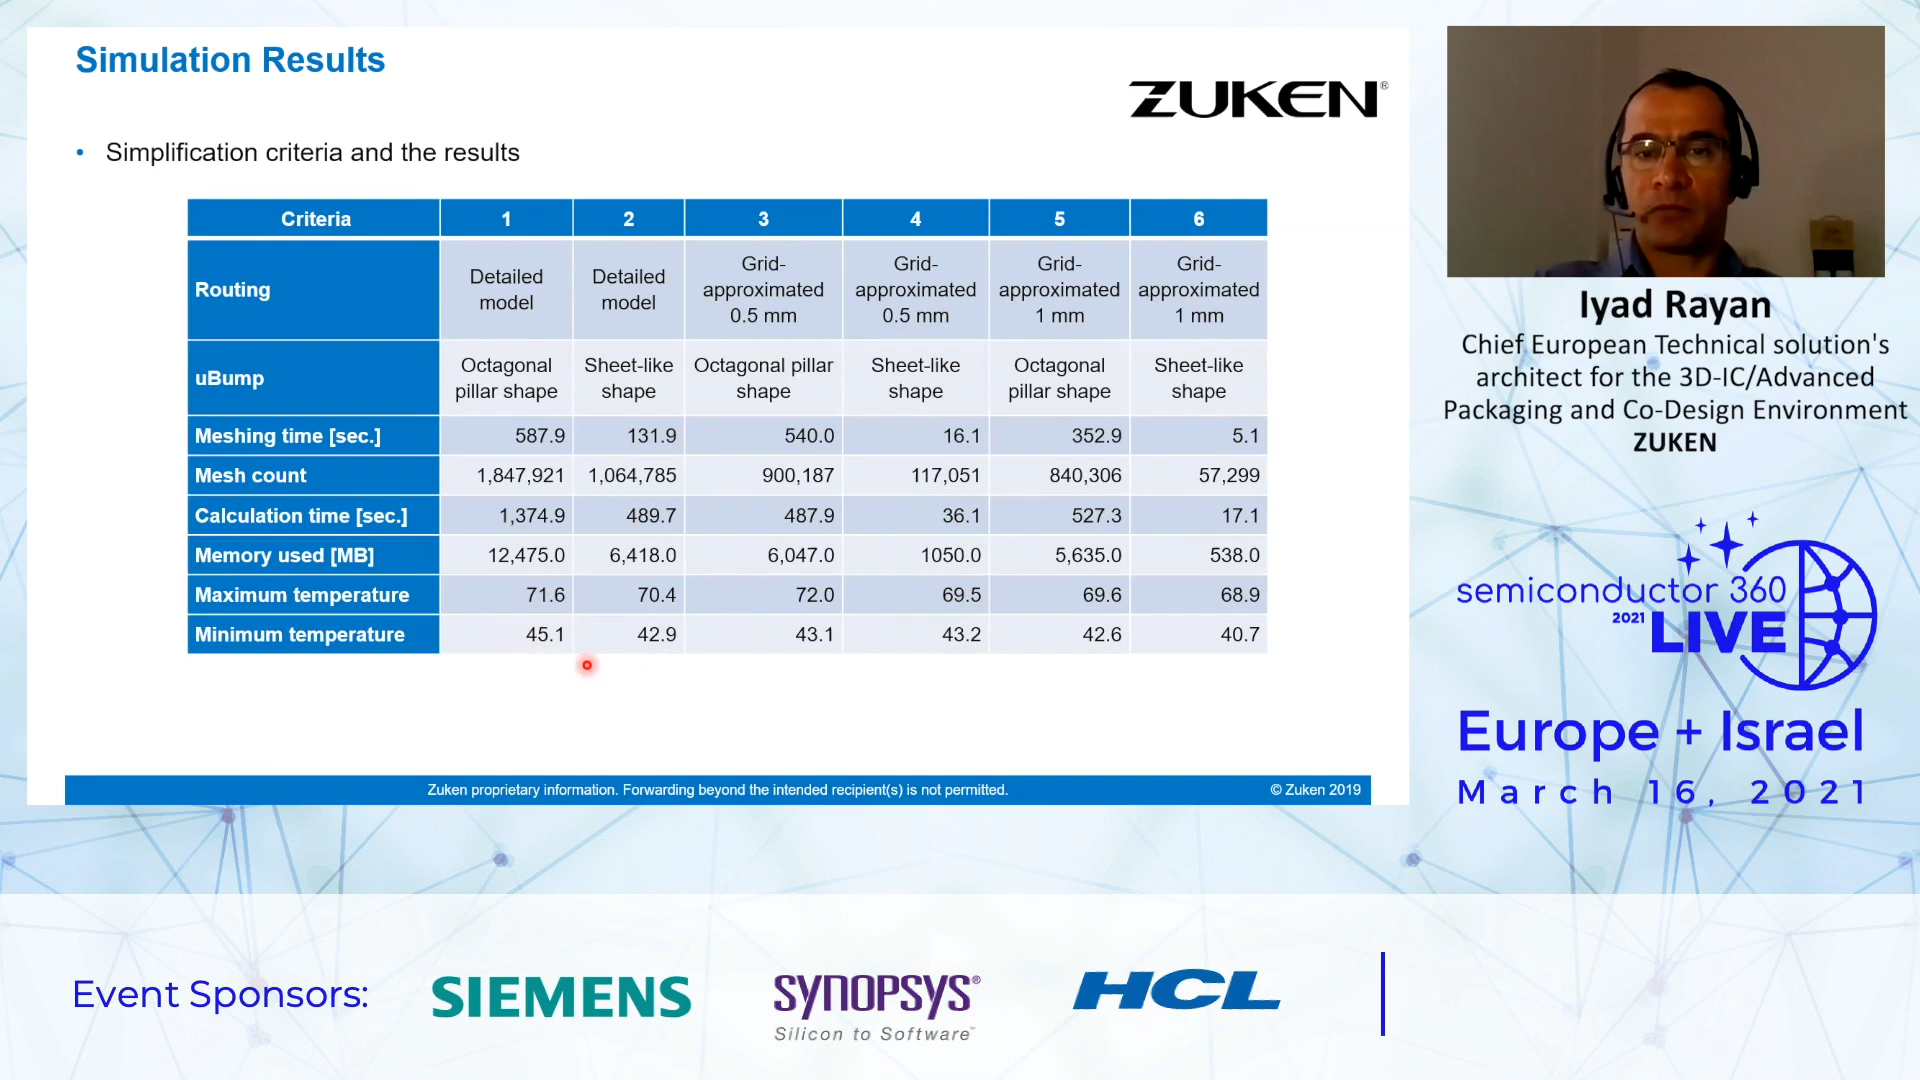 Simulation Results
ZUKEN®
• Simplification criteria and the results
Criteria 1 2 3 4 5 6
Routing Detailed model Detailed model Grid-approximated 0.5 mm Grid-approximated 0.5 mm Grid-approximated 1 mm Grid-approximated 1 mm
uBump Octagonal pillar shape Sheet-like shape Octagonal pillar shape Sheet-like shape Octagonal pillar shape Sheet-like shape
Meshing time [sec.] 587.9 131.9 540.0 16.1 352.9 5.1
Mesh count 1,847,921 1,064,785 900,187 117,051 840,306 57,299
Calculation time [sec.] 1,374.9 489.7 487.9 36.1 527.3 17.1
Memory used [MB] 12,475.0 6,418.0 6,047.0 1050.0 5,635.0 538.0
Maximum temperature 71.6 70.4 72.0 69.5 69.6 68.9
Minimum temperature 45.1 42.9 43.1 43.2 42.6 40.7
Zuken proprietary information. Forwarding beyond the intended recipient(s) is not permitted.
© Zuken 2019
Iyad Rayan
Chief European Technical solution's
architect for the 3D-IC/Advanced
Packaging and Co-Design Environment
ZUKEN
semiconductor 360
2021 LIVE
Europe + Israel
March 16, 2021
Event Sponsors:
SIEMENS
SYNOPSYS®
Silicon to Software™
HCL